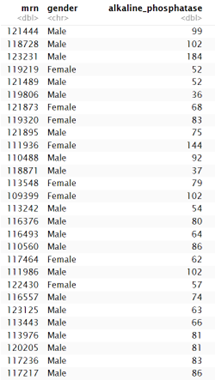 mrn gender alkaline_phosphatase
<dbl> <chr> <dbl>
121444 Male 99
118728 Male 102
123231 Male 184
119219 Female 52
121489 Male 52
119806 Male 36
121873 Female 68
119320 Female 83
121895 Male 75
111936 Female 144
110488 Male 92
118871 Male 37
113548 Female 79
109399 Female 102
113242 Male 54
116376 Male 80
116493 Male 64
110560 Male 86
117464 Female 62
111986 Male 102
122430 Female 57
116557 Male 74
123125 Male 63
113443 Male 66
113976 Male 81
120205 Male 81
117236 Male 83
117217 Male 86